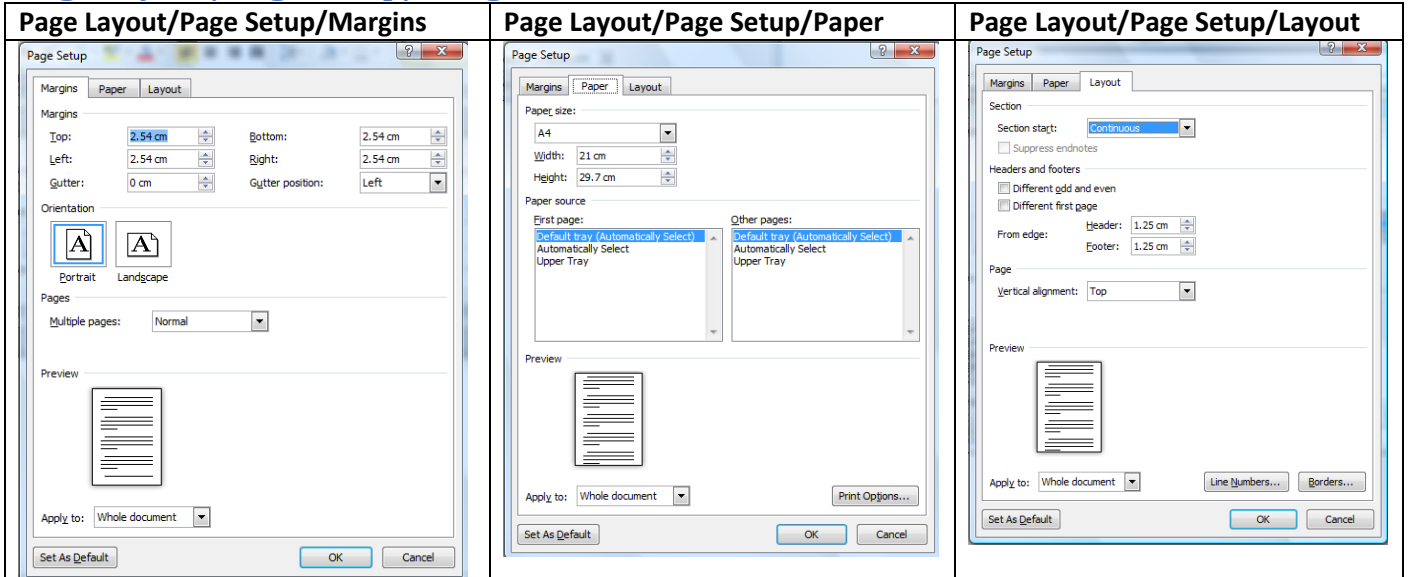 Page Layout/Page Setup/Margins
Page Setup
Margins Paper Layout
Margins
Top: 2.54 cm Bottom: 2.54 cm
Left: 2.54 cm Right: 2.54 cm
Gutter: 0 cm Gutter position: Left
Orientation
A A
Portrait Landscape
Pages
Multiple pages: Normal
Preview
Apply to: Whole document
Set As Default OK Cancel
Page Layout/Page Setup/Paper
Page Setup
Margins Paper Layout
Paper size:
A4
Width: 21 cm
Height: 29.7 cm
Paper source
First page: Other pages:
Default tray (Automatically Select) Default tray (Automatically Select)
Automatically Select Automatically Select
Upper Tray Upper Tray
Preview
Apply to: Whole document Print Options...
Set As Default OK Cancel
Page Layout/Page Setup/Layout
Page Setup
Margins Paper Layout
Section
Section start: Continuous
Suppress endnotes
Headers and footers
Different odd and even
Different first page
From edge: Header: 1.25 cm
Footer: 1.25 cm
Page
Vertical alignment: Top
Preview
Apply to: Whole document Line Numbers... Borders...
Set As Default OK Cancel